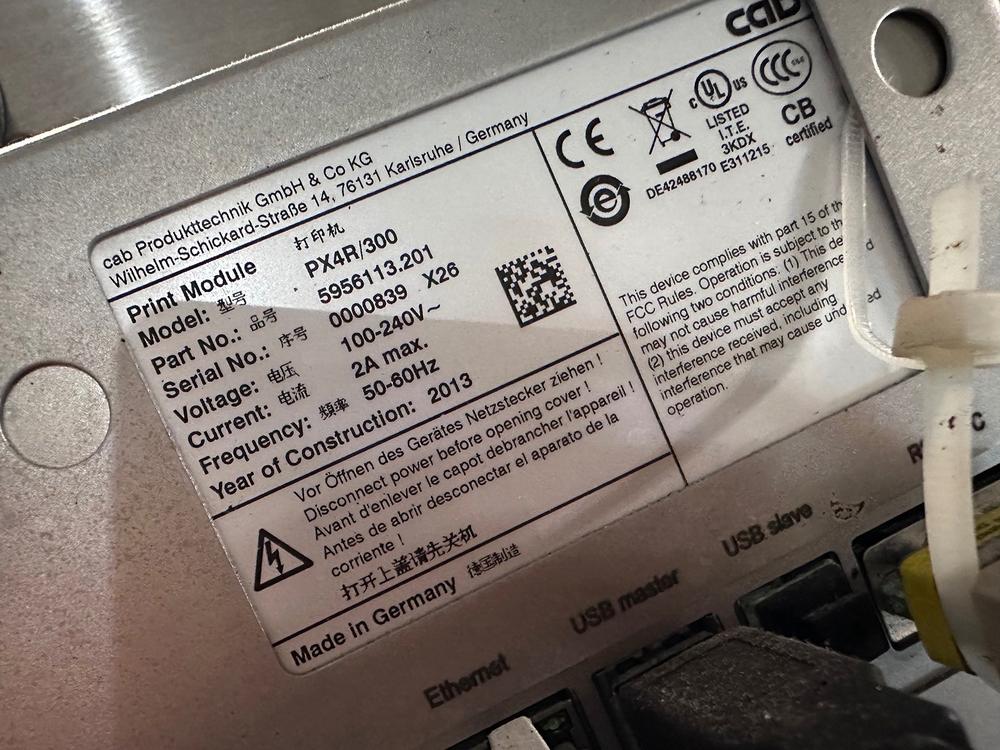 cab
cab Produkttechnik GmbH & Co KG
Wilhelm-Schickard-Straße 14, 76131 Karlsruhe / Germany
Print Module 打印机
Model: 型号 PX4R/300
Part No.: 品号 5956113.201
Serial No.: 序号 0000839 X26
Voltage: 电压 100-240V~
Current: 电流 2A max.
Frequency: 频率 50-60Hz
Year of Construction: 2013
Vor Öffnen des Gerätes Netzstecker ziehen !
Disconnect power before opening cover !
Avant d'enlever le capot debrancher l'appareil !
Antes de abrir desconectar el aparato de la
corriente !
打开上盖请先关机
Made in Germany 德国制造
CE
c UL us
LISTED
I.T.E.
3KDX
E311215
CCC
CB
certified
DE42488170
e
This device complies with part 15 of the
FCC Rules. Operation is subject to the
following two conditions: (1) This de d
may not cause harmful interference
(2) this device must accept any ed
interference received, including
interference that may cause und
operation.
Ethernet
USB master
USB slave